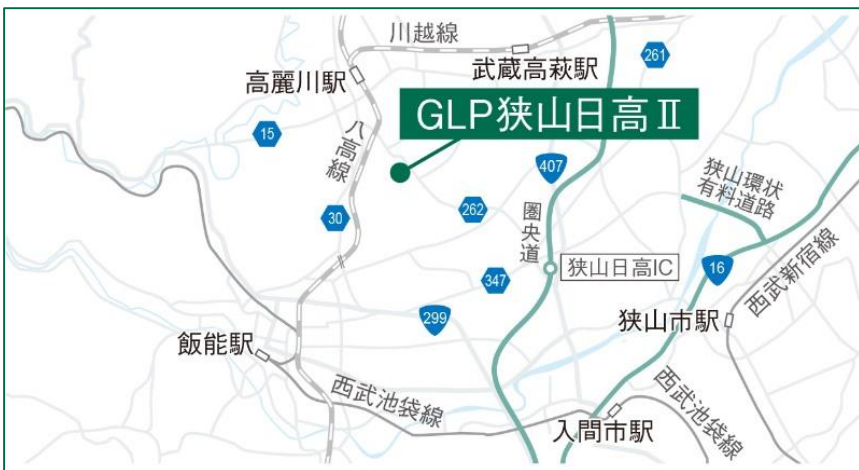 川越線
武蔵高萩駅
261
高麗川駅
GLP狭山日高Ⅱ
15
八高線
407
狭山環状
有料道路
30
262
圏央道
狭山日高IC
16
347
西武新宿線
299
狭山市駅
飯能駅
西武池袋線
入間市駅
西武池袋線